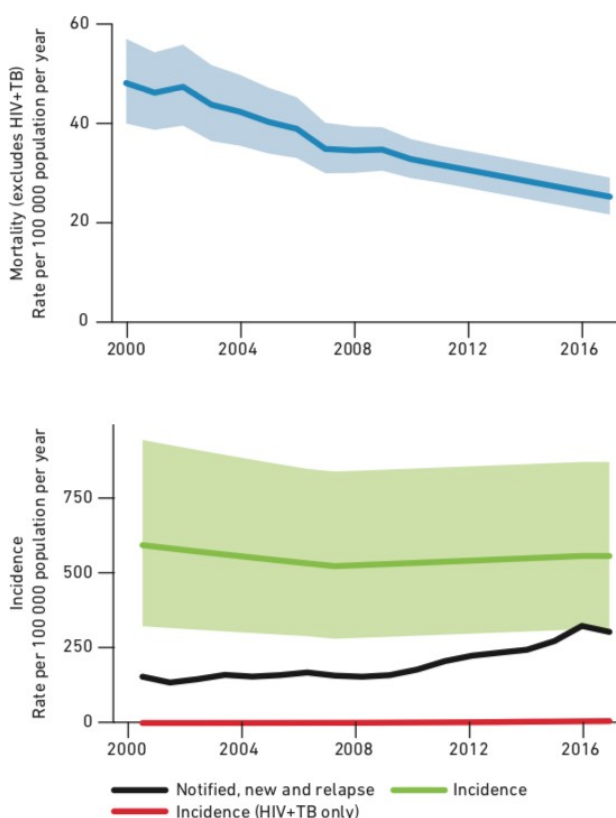 Mortality (excludes HIV+TB)
Rate per 100 000 population per year
60
40
20
0
2000
2004
2008
2012
2016
Incidence
Rate per 100 000 population per year
750
500
250
0
2000
2004
2008
2012
2016
Notified, new and relapse
Incidence
Incidence (HIV+TB only)